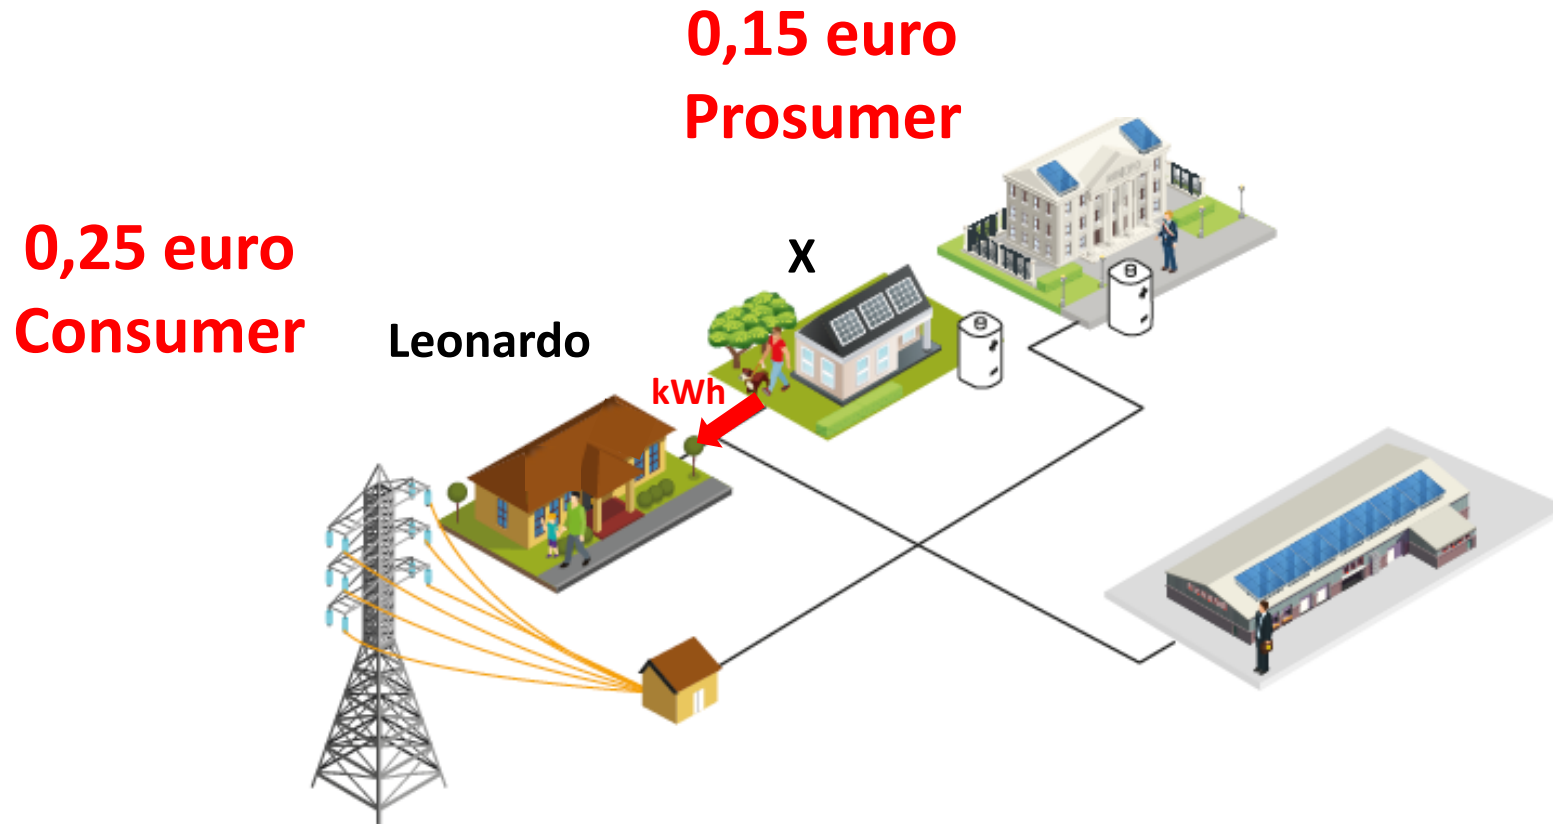 0,15 euro
Prosumer
0,25 euro
Consumer
X
Leonardo
kWh